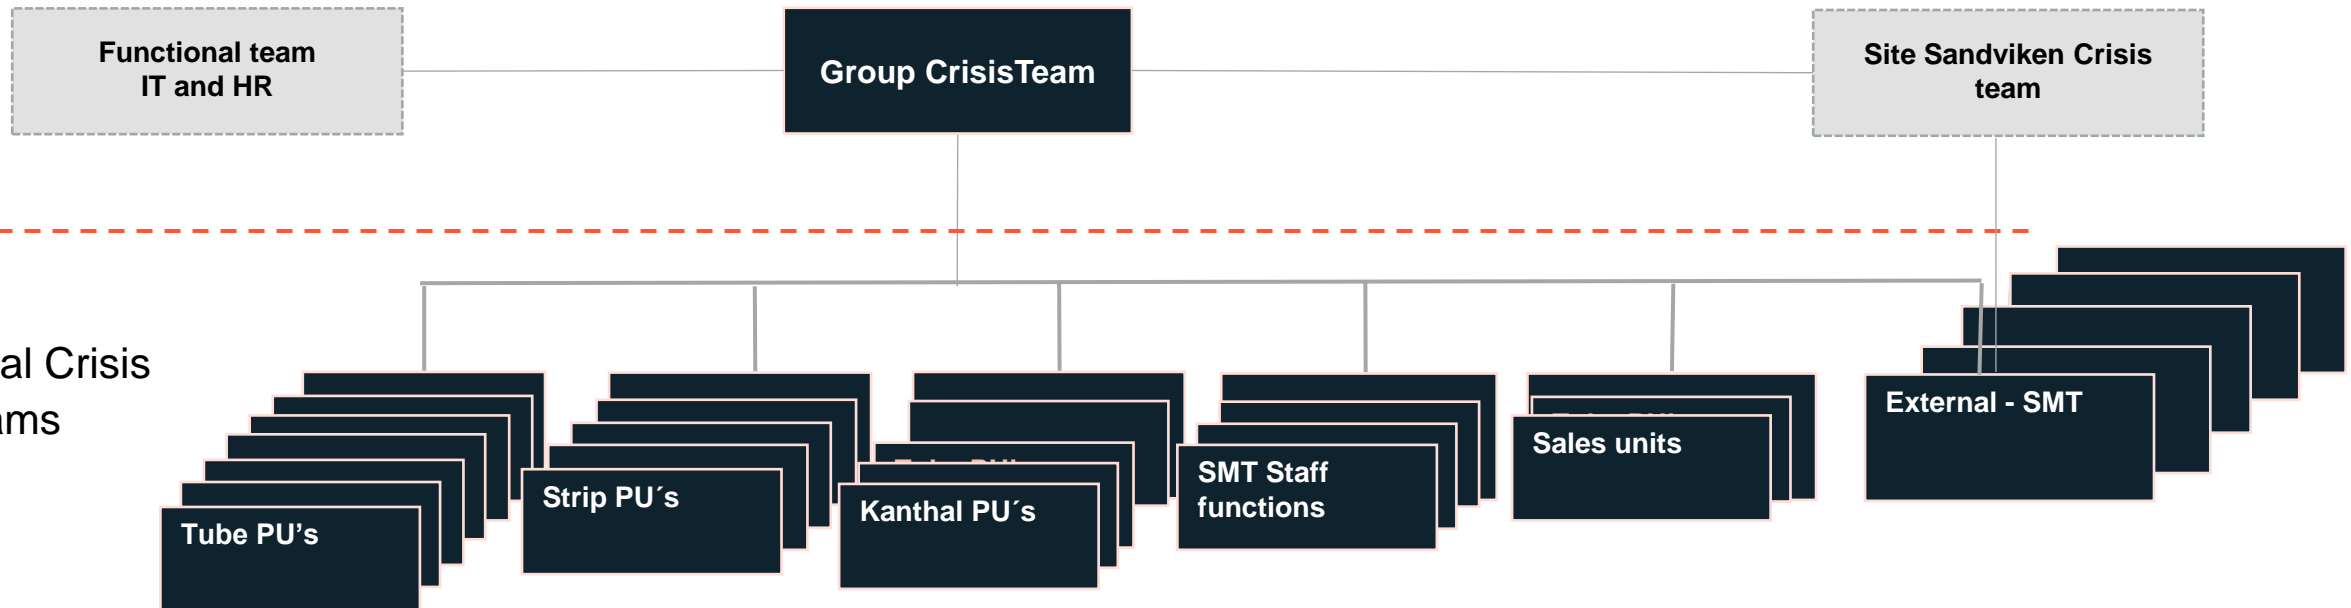 Functional team
IT and HR
Group CrisisTeam
Site Sandviken Crisis
team
al Crisis
ams
Tube PU’s
Strip PU´s
Kanthal PU´s
SMT Staff
functions
Sales units
External - SMT